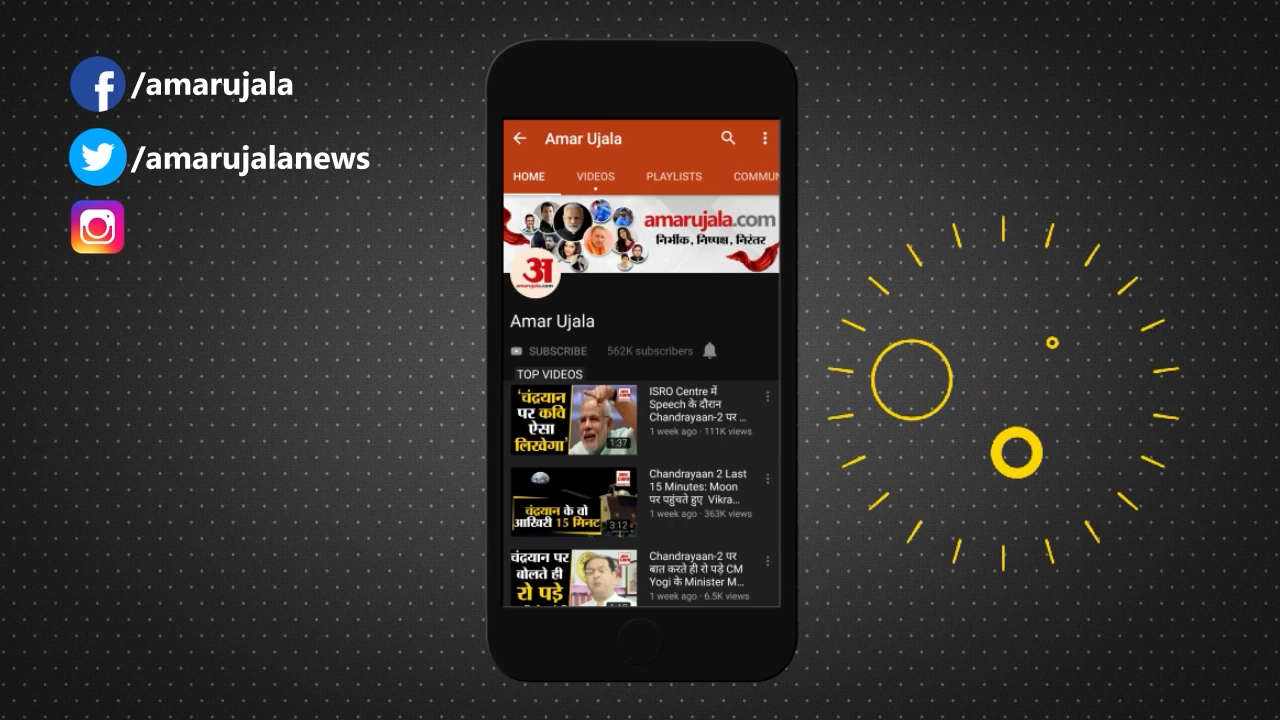 /amarujala
/amarujalanews
Amar Ujala
HOME VIDEOS PLAYLISTS COMMUN
amarujala.com
निर्भीक, निष्पक्ष, निरंतर
अ
amarujala.com
Amar Ujala
SUBSCRIBE 562K subscribers
TOP VIDEOS
'चंद्रयान
पर कवि
ऐसा
लिखेगा'
1:37
ISRO Centre में
Speech के दौरान
Chandrayaan-2 पर ...
1 week ago · 111K views
चंद्रयान के वो
आखिरी 15 मिनट
3:12
Chandrayaan 2 Last
15 Minutes: Moon
पर पहुंचते हुए Vikra...
1 week ago · 363K views
चंद्रयान पर
बोलते ही
रो पड़े
Chandrayaan-2 पर
बात करते ही रो पड़े CM
Yogi के Minister M...
1 week ago · 6.5K views